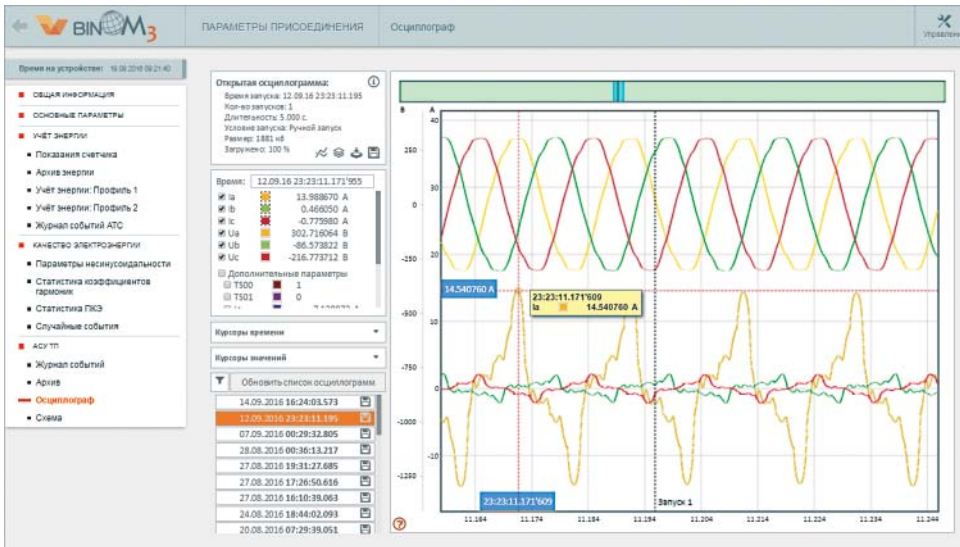 BINOM3
ПАРАМЕТРЫ ПРИСОЕДИНЕНИЯ
Осциллограф
Управлени
Время на устройстве: 19.09.2016 09:21:40
ОБЩАЯ ИНФОРМАЦИЯ
ОСНОВНЫЕ ПАРАМЕТРЫ
УЧЁТ ЭНЕРГИИ
Показания счетчика
Архив энергии
Учёт энергии: Профиль 1
Учёт энергии: Профиль 2
Журнал событий АТС
КАЧЕСТВО ЭЛЕКТРОЭНЕРГИИ
Параметры несинусоидальности
Статистика коэффициентов
гармоник
Статистика ПКЭ
Случайные события
АСУ ТП
Журнал событий
Архив
Осциллограф
Схема
Открытая осциллограмма:
Время запуска: 12.09.16 23:23:11.195
Кол-во запусков: 1
Длительность: 5.000 с.
Условие запуска: Ручной запуск
Размер: 1881 кб
Загружено: 100 %
Время: 12.09.16 23:23:11.171'955
Ia 13.988670 А
Ib 0.466050 А
Ic -0.775980 А
Ua 302.716064 В
Ub -86.573822 В
Uc -216.773712 В
Дополнительные параметры
TS00 1
TS01 0
Курсоры времени
Курсоры значений
Обновить список осциллограмм
14.09.2016 16:24:03.573
12.09.2016 23:23:11.195
07.09.2016 00:29:32.805
28.08.2016 00:36:13.217
27.08.2016 19:31:27.685
27.08.2016 17:26:50.616
27.08.2016 16:10:39.063
24.08.2016 18:44:02.093
20.08.2016 07:29:39.051
В А
40
250
30
0
20
-250
14.540760 А
23:23:11.171'609
Ia 14.540760 А
-500
10
-750
0
-1000
-10
-1250
23:23:11.171'609
Запуск 1
11.164 11.174 11.184 11.194 11.204 11.214 11.224 11.234 11.244